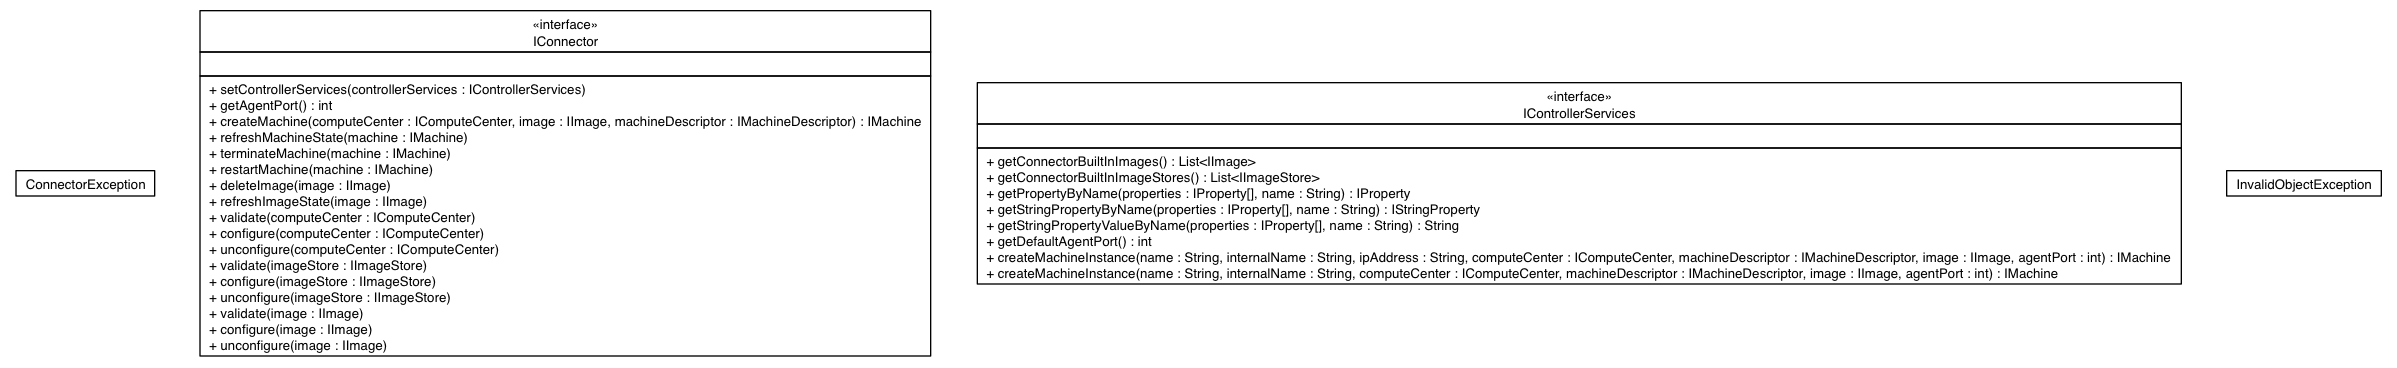 ConnectorException
«interface»
IConnector
+ setControllerServices(controllerServices : IControllerServices)
+ getAgentPort() : int
+ createMachine(computeCenter : IComputeCenter, image : IImage, machineDescriptor : IMachineDescriptor) : IMachine
+ refreshMachineState(machine : IMachine)
+ terminateMachine(machine : IMachine)
+ restartMachine(machine : IMachine)
+ deleteImage(image : IImage)
+ refreshImageState(image : IImage)
+ validate(computeCenter : IComputeCenter)
+ configure(computeCenter : IComputeCenter)
+ unconfigure(computeCenter : IComputeCenter)
+ validate(imageStore : IImageStore)
+ configure(imageStore : IImageStore)
+ unconfigure(imageStore : IImageStore)
+ validate(image : IImage)
+ configure(image : IImage)
+ unconfigure(image : IImage)
«interface»
IControllerServices
+ getConnectorBuiltInImages() : List<IImage>
+ getConnectorBuiltInImageStores() : List<IImageStore>
+ getPropertyByName(properties : IProperty[], name : String) : IProperty
+ getStringPropertyByName(properties : IProperty[], name : String) : IStringProperty
+ getStringPropertyValueByName(properties : IProperty[], name : String) : String
+ getDefaultAgentPort() : int
+ createMachineInstance(name : String, internalName : String, ipAddress : String, computeCenter : IComputeCenter, machineDescriptor : IMachineDescriptor, image : IImage, agentPort : int) : IMachine
+ createMachineInstance(name : String, internalName : String, computeCenter : IComputeCenter, machineDescriptor : IMachineDescriptor, image : IImage, agentPort : int) : IMachine
InvalidObjectException